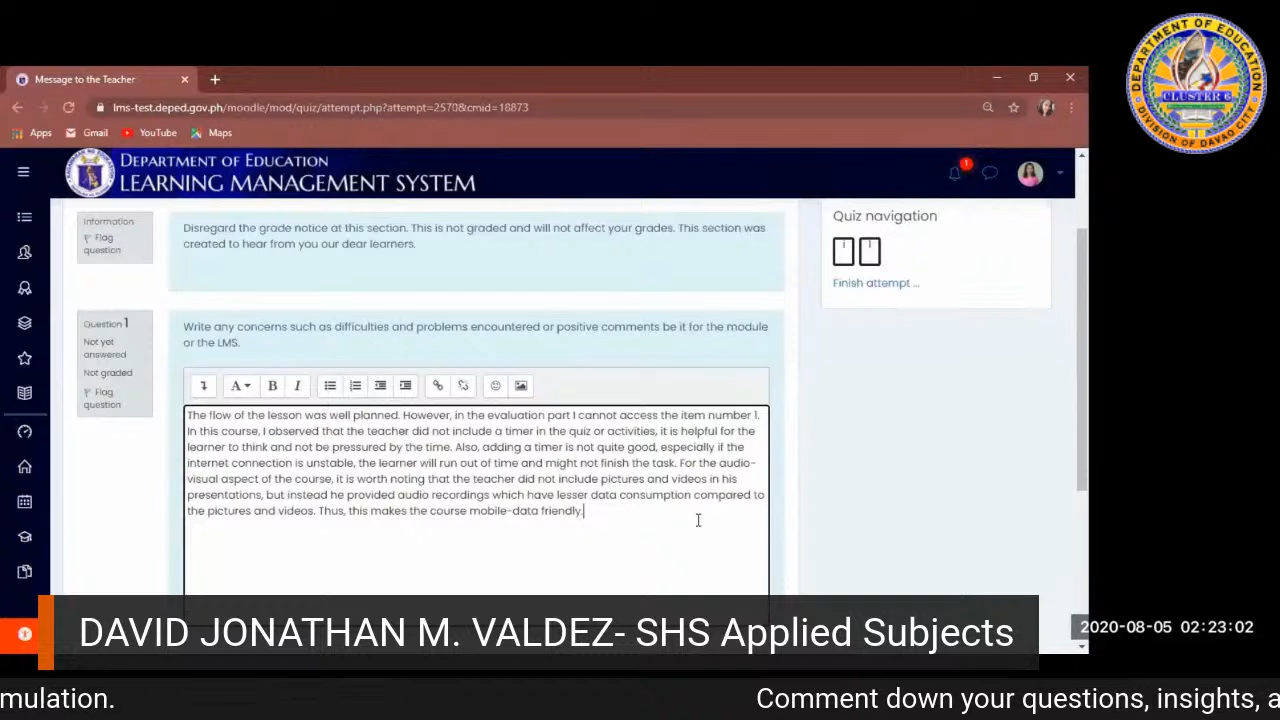 DEPARTMENT OF EDUCATION
CLUSTER 6
DIVISION OF DAVAO CITY
Message to the Teacher
lms-test.deped.gov.ph/moodle/mod/quiz/attempt.php?attempt=2570&cmid=18873
Apps Gmail YouTube Maps
DEPARTMENT OF EDUCATION
LEARNING MANAGEMENT SYSTEM
1
Information
Flag
question
Disregard the grade notice at this section. This is not graded and will not affect your grades. This section was
created to hear from you our dear learners.
Quiz navigation
i 1
Finish attempt ...
Question 1
Not yet
answered
Not graded
Flag
question
Write any concerns such as difficulties and problems encountered or positive comments be it for the module
or the LMS.
A B I
The flow of the lesson was well planned. However, in the evaluation part I cannot access the item number 1.
In this course, I observed that the teacher did not include a timer in the quiz or activities, it is helpful for the
learner to think and not be pressured by the time. Also, adding a timer is not quite good, especially if the
internet connection is unstable, the learner will run out of time and might not finish the task. For the audio-
visual aspect of the course, it is worth noting that the teacher did not include pictures and videos in his
presentations, but instead he provided audio recordings which have lesser data consumption compared to
the pictures and videos. Thus, this makes the course mobile-data friendly.
DAVID JONATHAN M. VALDEZ- SHS Applied Subjects
2020-08-05 02:23:02
mulation. Comment down your questions, insights, a